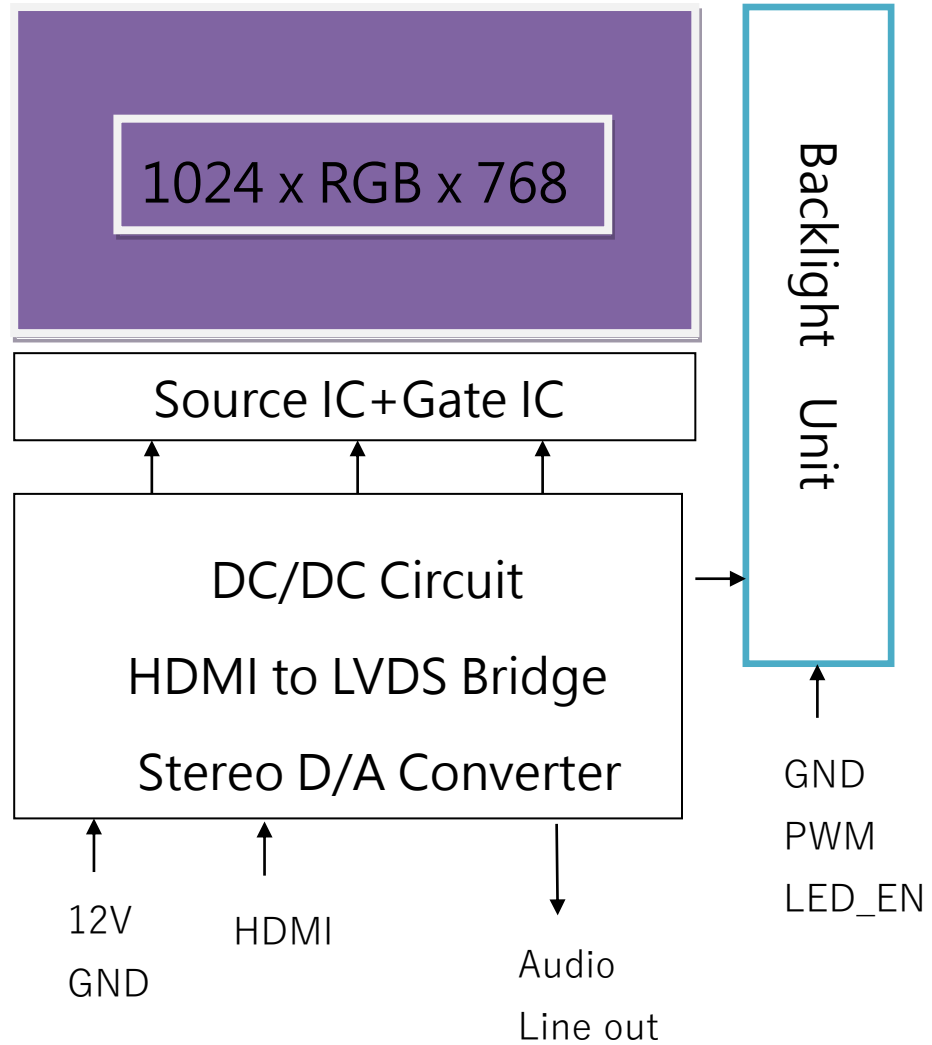 1024 x RGB x 768
Source IC+Gate IC
DC/DC Circuit
HDMI to LVDS Bridge
Stereo D/A Converter
Backlight Unit
12V
GND
HDMI
Audio
Line out
GND
PWM
LED_EN